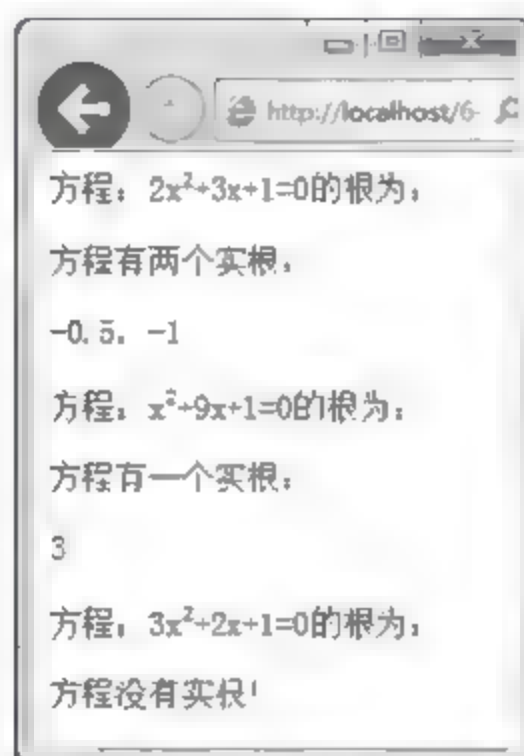 http://localhost/6-
方程：2x²+3x+1=0的根为：
方程有两个实根：
-0.5，-1
方程：x²+9x+1=0的根为：
方程有一个实根：
3
方程：3x²+2x+1=0的根为：
方程没有实根!